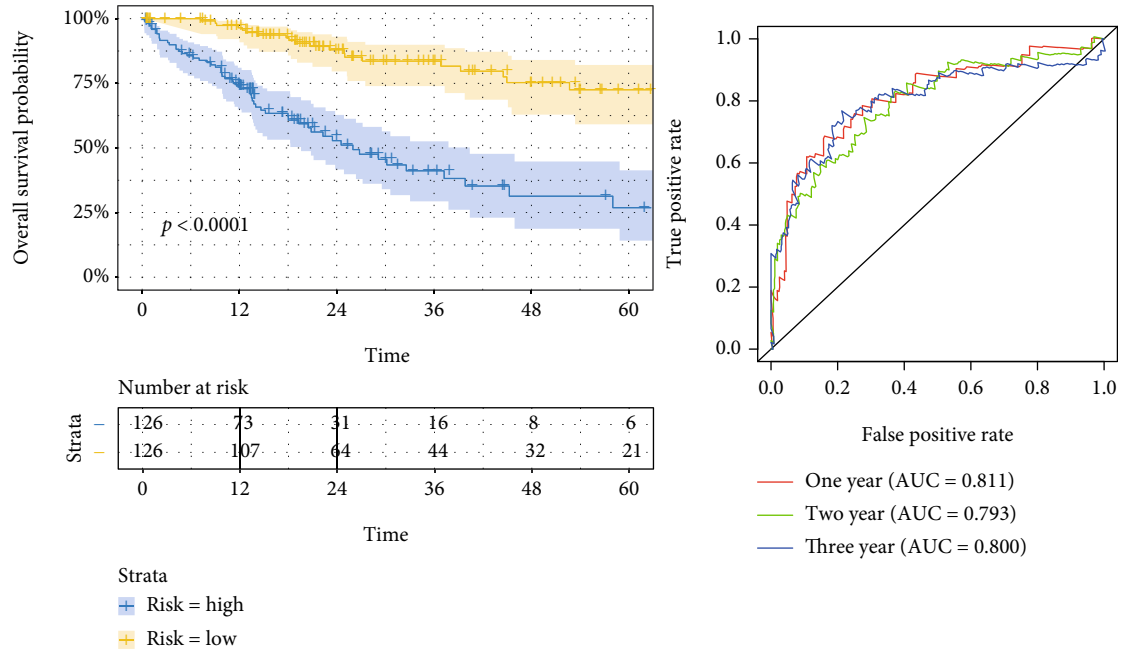 Overall survival probability
100%
75%
50%
25%
0%
p < 0.0001
0 12 24 36 48 60
Time
Number at risk
Strata
126 73 31 16 8 6
126 107 64 44 32 21
0 12 24 36 48 60
Time
Strata
Risk = high
Risk = low
True positive rate
1.0
0.8
0.6
0.4
0.2
0.0
0.0 0.2 0.4 0.6 0.8 1.0
False positive rate
One year (AUC = 0.811)
Two year (AUC = 0.793)
Three year (AUC = 0.800)